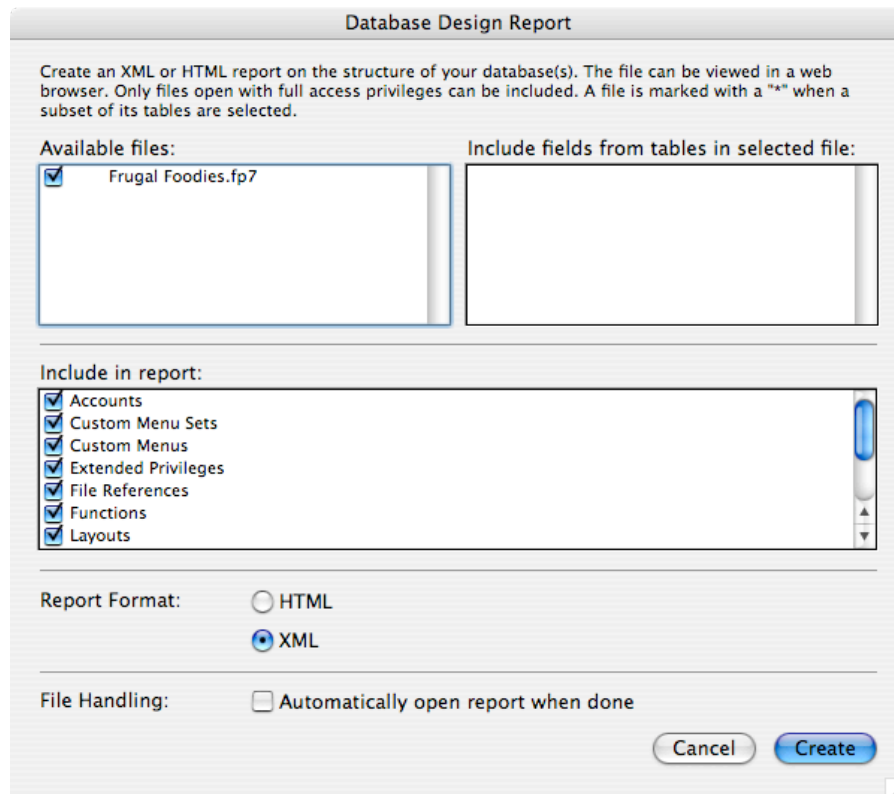 Database Design Report
Create an XML or HTML report on the structure of your database(s). The file can be viewed in a web
browser. Only files open with full access privileges can be included. A file is marked with a "*" when a
subset of its tables are selected.
Available files:
Include fields from tables in selected file:
Frugal Foodies.fp7
Include in report:
Accounts
Custom Menu Sets
Custom Menus
Extended Privileges
File References
Functions
Layouts
Report Format:
HTML
XML
File Handling:
Automatically open report when done
Cancel
Create